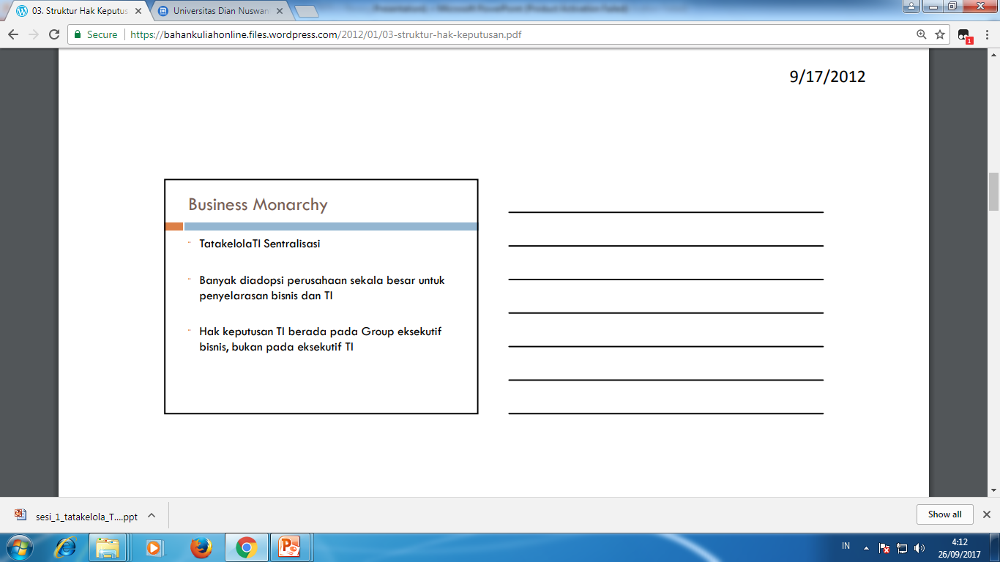 03. Struktur Hak Keputus
Universitas Dian Nuswan
Presentation1 - Microsoft PowerPoint (Product Activation Failed)
Secure
https://bahankuliahonline.files.wordpress.com/2012/01/03-struktur-hak-keputusan.pdf
1
9/17/2012
Business Monarchy
TatakelolaTI Sentralisasi
Banyak diadopsi perusahaan sekala besar untuk
penyelarasan bisnis dan TI
Hak keputusan TI berada pada Group eksekutif
bisnis, bukan pada eksekutif TI
sesi_1_tatakelola_T....ppt
Show all
IN
4:12
26/09/2017